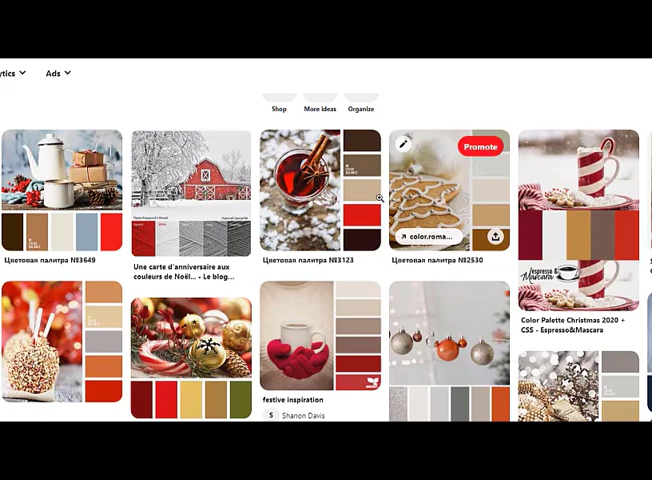 ytics
Ads
Shop
More ideas
Organize
Promote
color.roma...
Цветовая палитра №3649
Une carte d'anniversaire aux
couleurs de Noël... - Le blog...
Цветовая палитра №3123
Цветовая палитра №2530
espresso &
Mascara
Color Palette Christmas 2020 +
CSS - Espresso&Mascara
festive inspiration
S
Shanon Davis